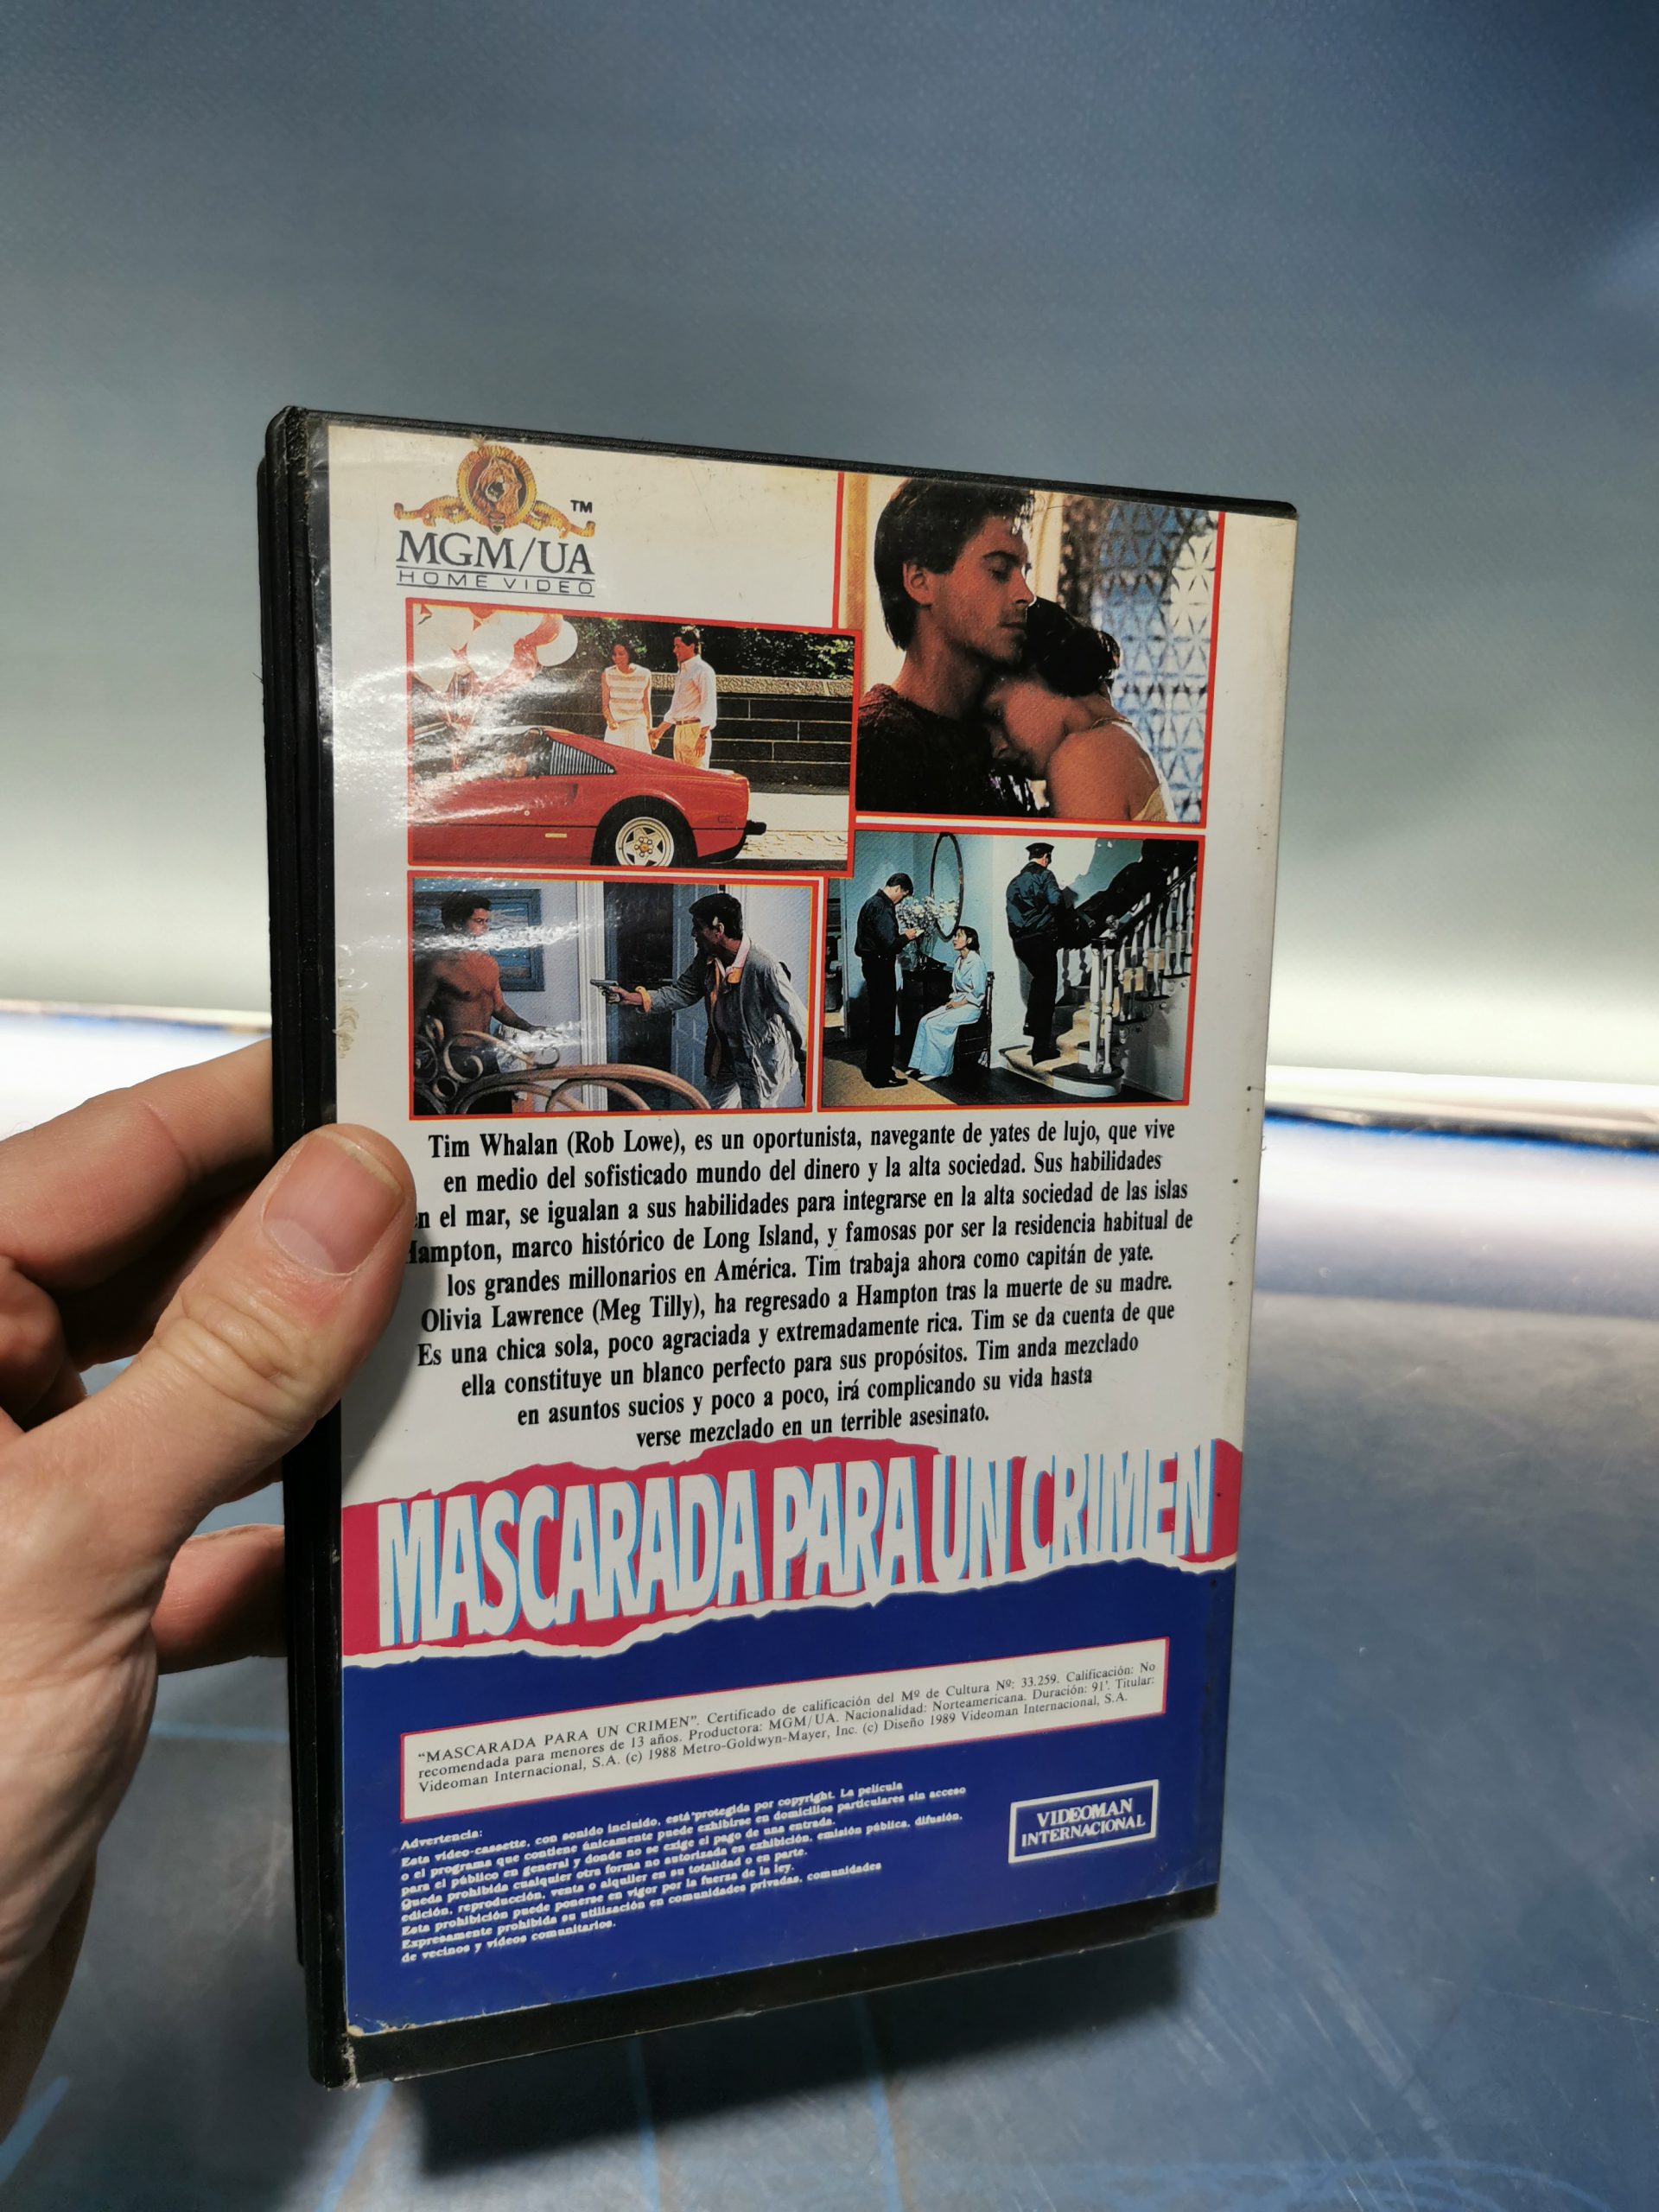 TM
MGM/UA
HOME VIDEO
Tim Whalan (Rob Lowe), es un oportunista, navegante de yates de lujo, que vive
en medio del sofisticado mundo del dinero y la alta sociedad. Sus habilidades
en el mar, se igualan a sus habilidades para integrarse en la alta sociedad de las islas
Hampton, marco histórico de Long Island, y famosas por ser la residencia habitual de
los grandes millonarios en América. Tim trabaja ahora como capitán de yate.
Olivia Lawrence (Meg Tilly), ha regresado a Hampton tras la muerte de su madre.
Es una chica sola, poco agraciada y extremadamente rica. Tim se da cuenta de que
ella constituye un blanco perfecto para sus propósitos. Tim anda mezclado
en asuntos sucios y poco a poco, irá complicando su vida hasta
verse mezclado en un terrible asesinato.
MASCARADA PARA UN CRIMEN
"MASCARADA PARA UN CRIMEN". Certificado de calificación del Mº de Cultura Nº: 33.259. Calificación: No
recomendada para menores de 13 años. Productora: MGM/UA. Nacionalidad: Norteamericana. Duración: 91'. Titular:
Videoman Internacional, S.A. (c) 1988 Metro-Goldwyn-Mayer, Inc. (c) Diseño 1989 Videoman Internacional, S.A.
Advertencia:
Esta video-cassette, con sonido incluido, está protegida por copyright. La película
o el programa que contiene únicamente puede exhibirse en domicilios particulares sin acceso
para el público en general y donde no se exige el pago de una entrada.
Queda prohibida cualquier otra forma no autorizada en exhibición, emisión pública, difusión,
edición, reproducción, venta o alquiler en su totalidad o en parte.
Esta prohibición puede ponerse en vigor por la fuerza de la ley.
Expresamente prohibida su utilización en comunidades privadas, comunidades
de vecinos y vídeos comunitarios.
VIDEOMAN
INTERNACIONAL